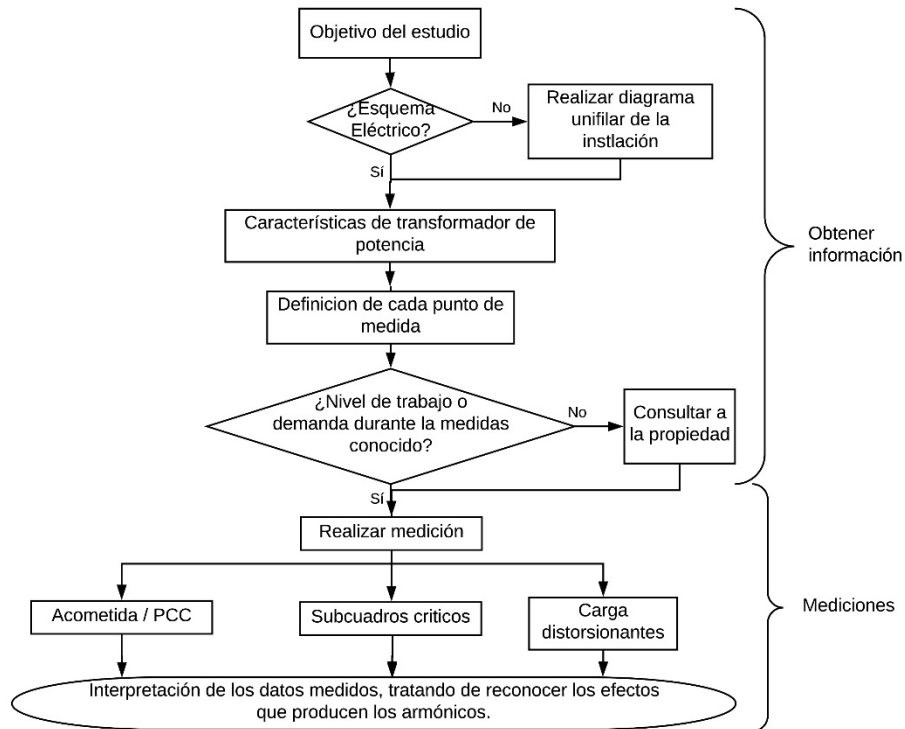 Objetivo del estudio
¿Esquema
Eléctrico?
No
Realizar diagrama
unifilar de la
instlación
Sí
Características de transformador de
potencia
Obtener
información
Definicion de cada punto de
medida
¿Nivel de trabajo o
demanda durante la medidas
conocido?
No
Consultar a
la propiedad
Sí
Realizar medición
Acometida / PCC
Subcuadros criticos
Carga
distorsionantes
Mediciones
Interpretación de los datos medidos, tratando de reconocer los efectos
que producen los armónicos.